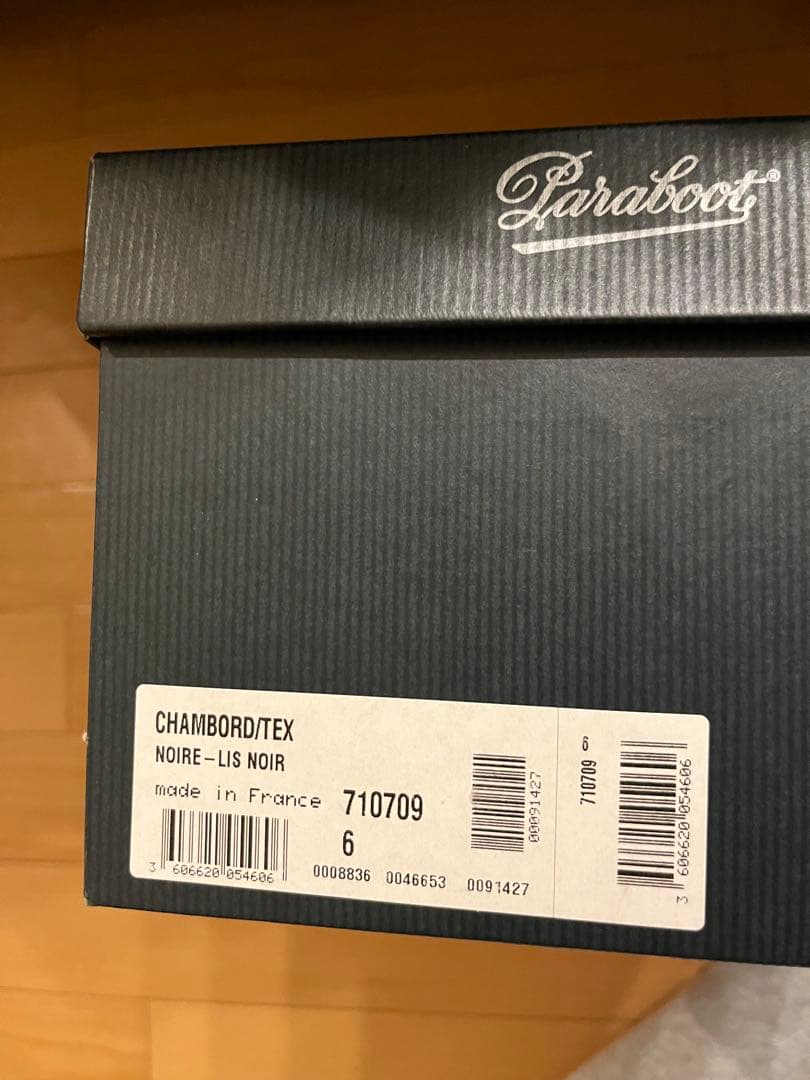 Paraboot®
CHAMBORD/TEX
NOIRE–LIS NOIR
made in France 710709
6
3 606620 054606
0008836 0046653 0091427
00091427
6
710709
3 606620 054606